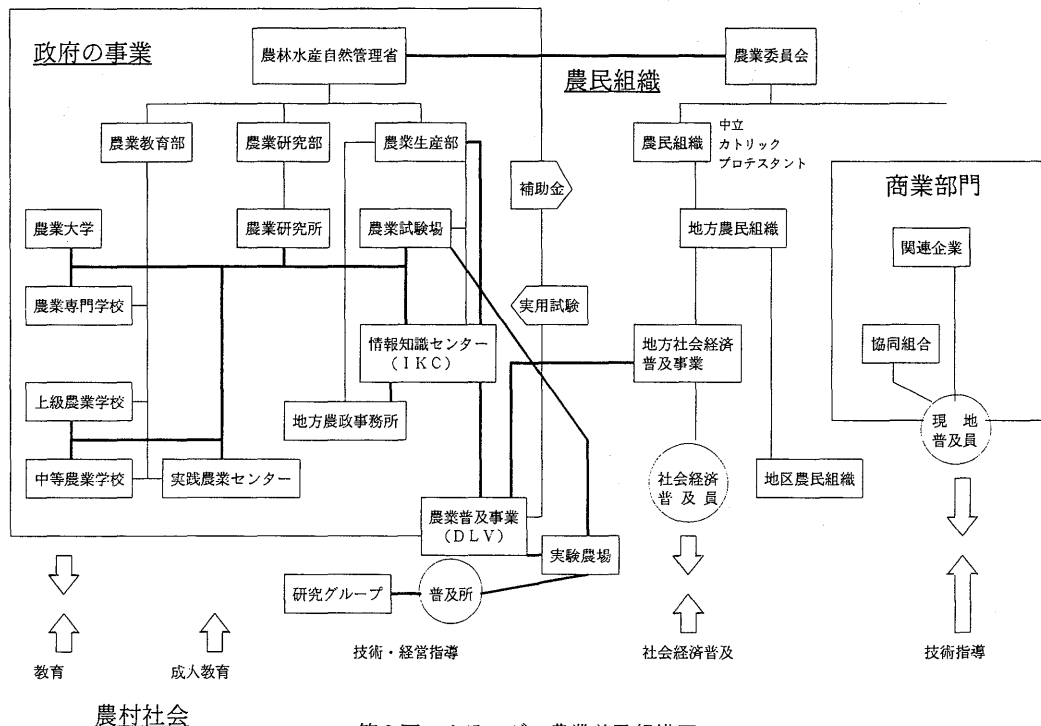 政府の事業
農林水産自然管理省
農業委員会
農民組織
農業教育部
農業研究部
農業生産部
農民組織
中立
カトリック
プロテスタント
補助金
商業部門
農業大学
農業研究所
農業試験場
地方農民組織
関連企業
農業専門学校
実用試験
情報知識センター
(IKC)
地方社会経済
普及事業
協同組合
上級農業学校
地方農政事務所
現地
普及員
中等農業学校
実践農業センター
社会経済
普及員
地区農民組織
農業普及事業
(DLV)
実験農場
研究グループ
普及所
教育
成人教育
技術・経営指導
社会経済普及
技術指導
農村社会